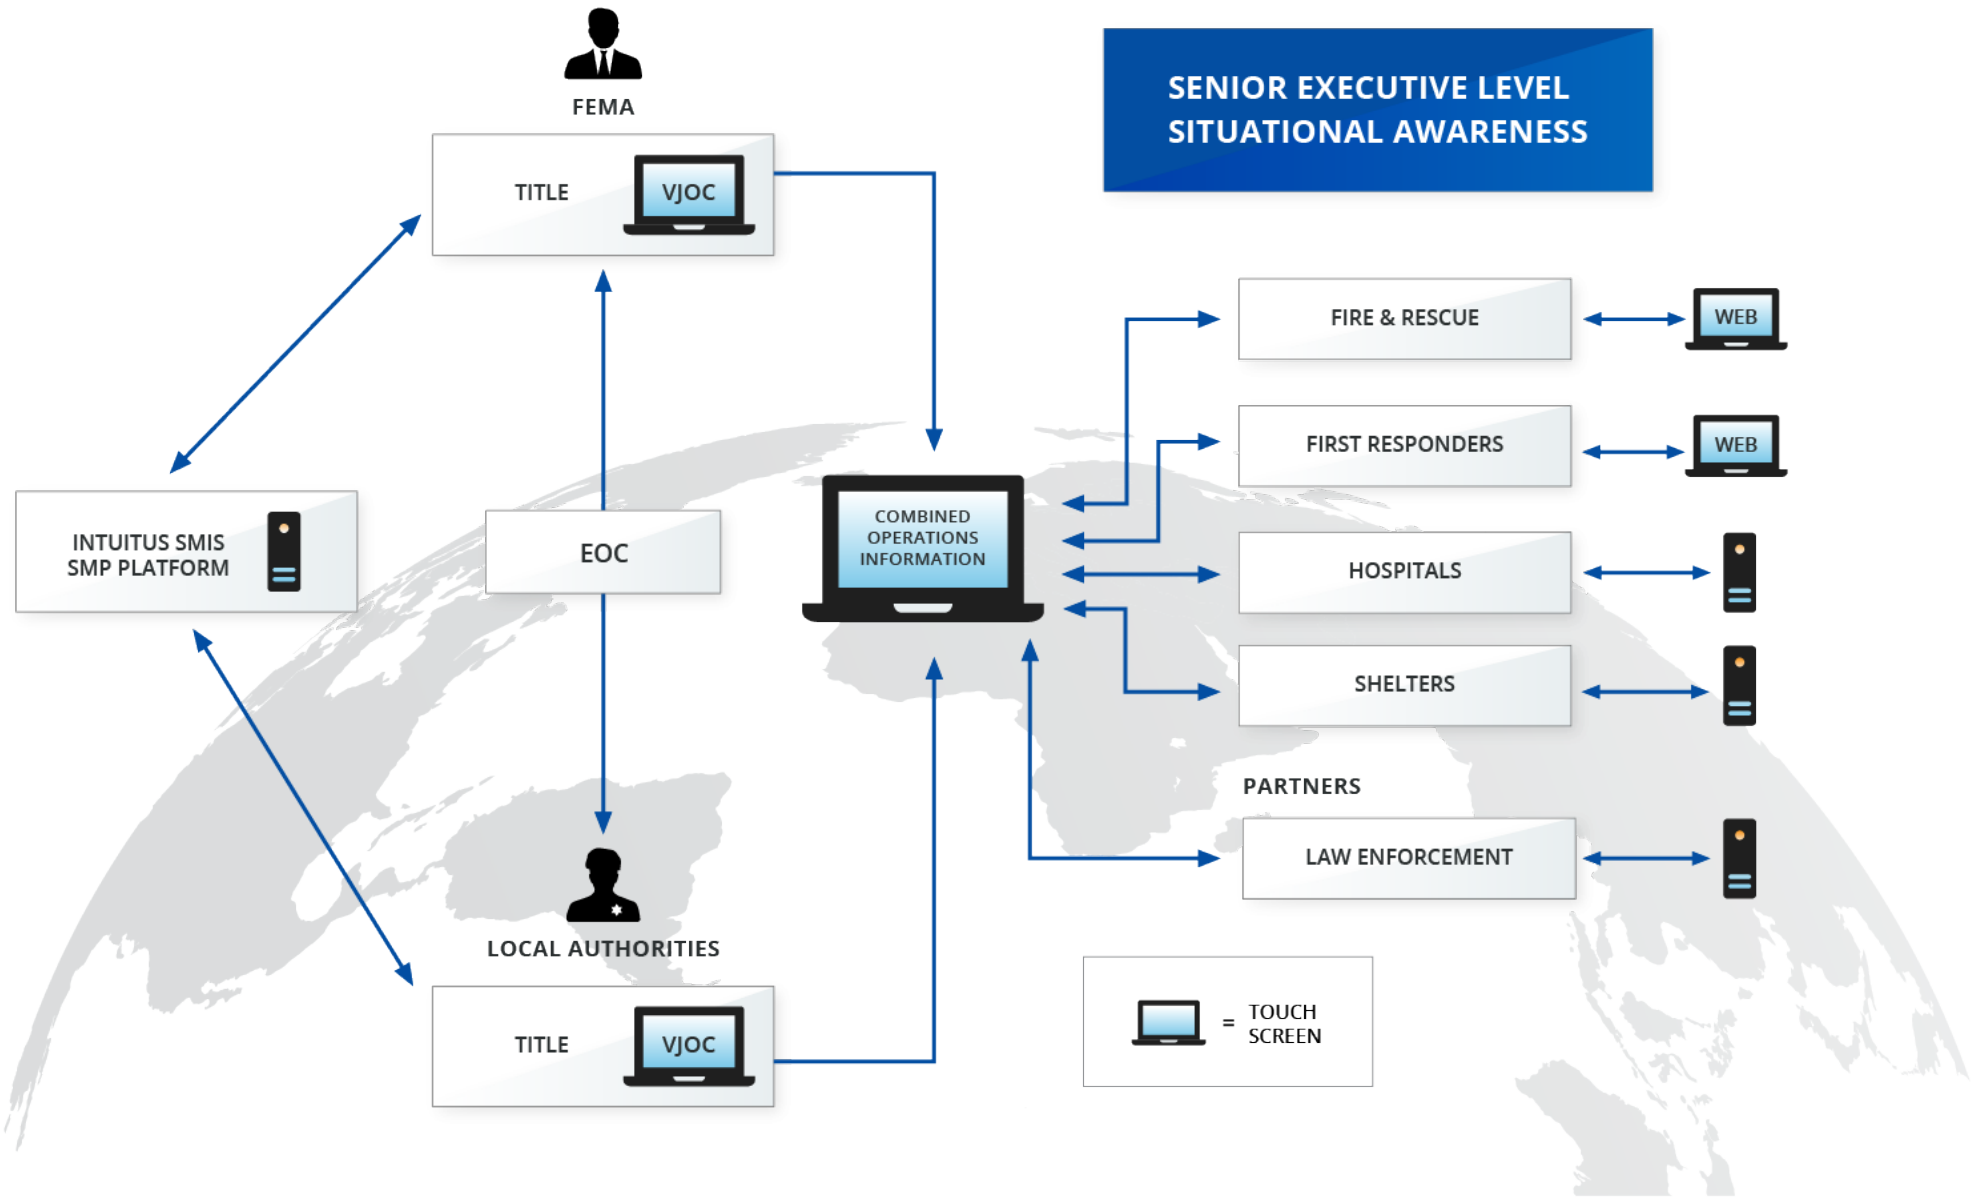 FEMA
SENIOR EXECUTIVE LEVEL
SITUATIONAL AWARENESS
TITLE
VJOC
FIRE & RESCUE
WEB
FIRST RESPONDERS
WEB
INTUITUS SMIS
SMP PLATFORM
EOC
COMBINED
OPERATIONS
INFORMATION
HOSPITALS
SHELTERS
PARTNERS
LAW ENFORCEMENT
LOCAL AUTHORITIES
TITLE
VJOC
= TOUCH
SCREEN